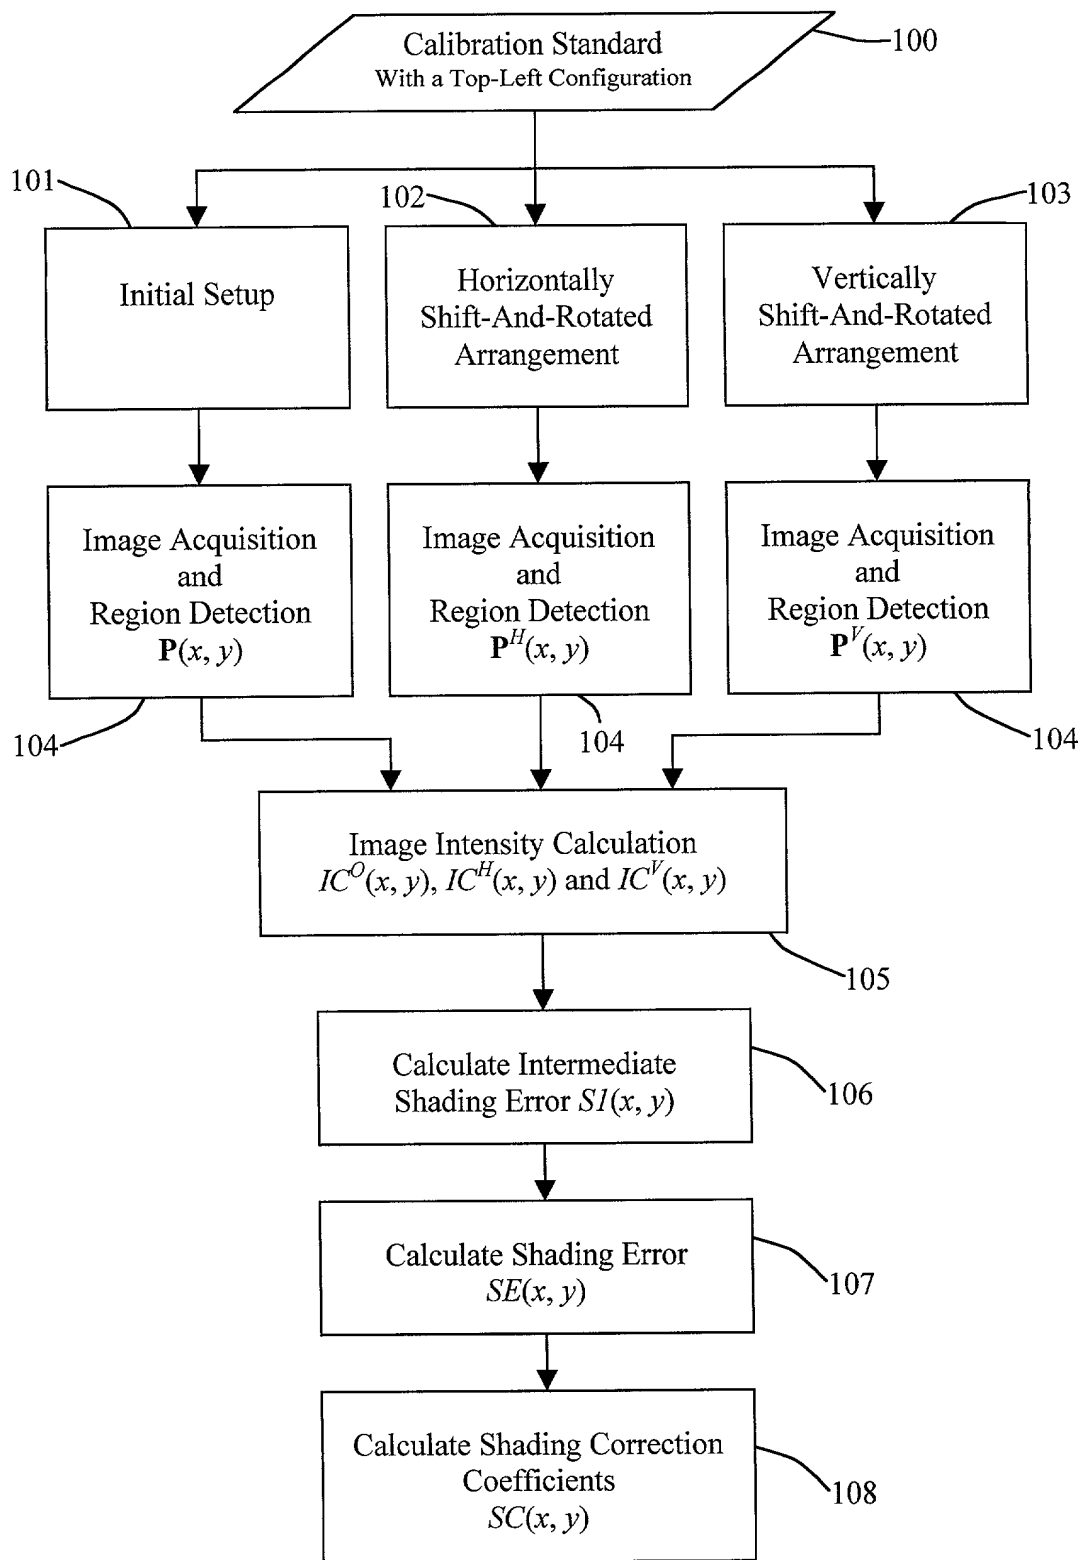 Calibration Standard
With a Top-Left Configuration
100
101
102
103
Initial Setup
Horizontally
Shift-And-Rotated
Arrangement
Vertically
Shift-And-Rotated
Arrangement
Image Acquisition
and
Region Detection
P(x, y)
Image Acquisition
and
Region Detection
P^H(x, y)
Image Acquisition
and
Region Detection
P^V(x, y)
104
104
104
Image Intensity Calculation
IC^O(x, y), IC^H(x, y) and IC^V(x, y)
105
Calculate Intermediate
Shading Error S1(x, y)
106
Calculate Shading Error
SE(x, y)
107
Calculate Shading Correction
Coefficients
SC(x, y)
108